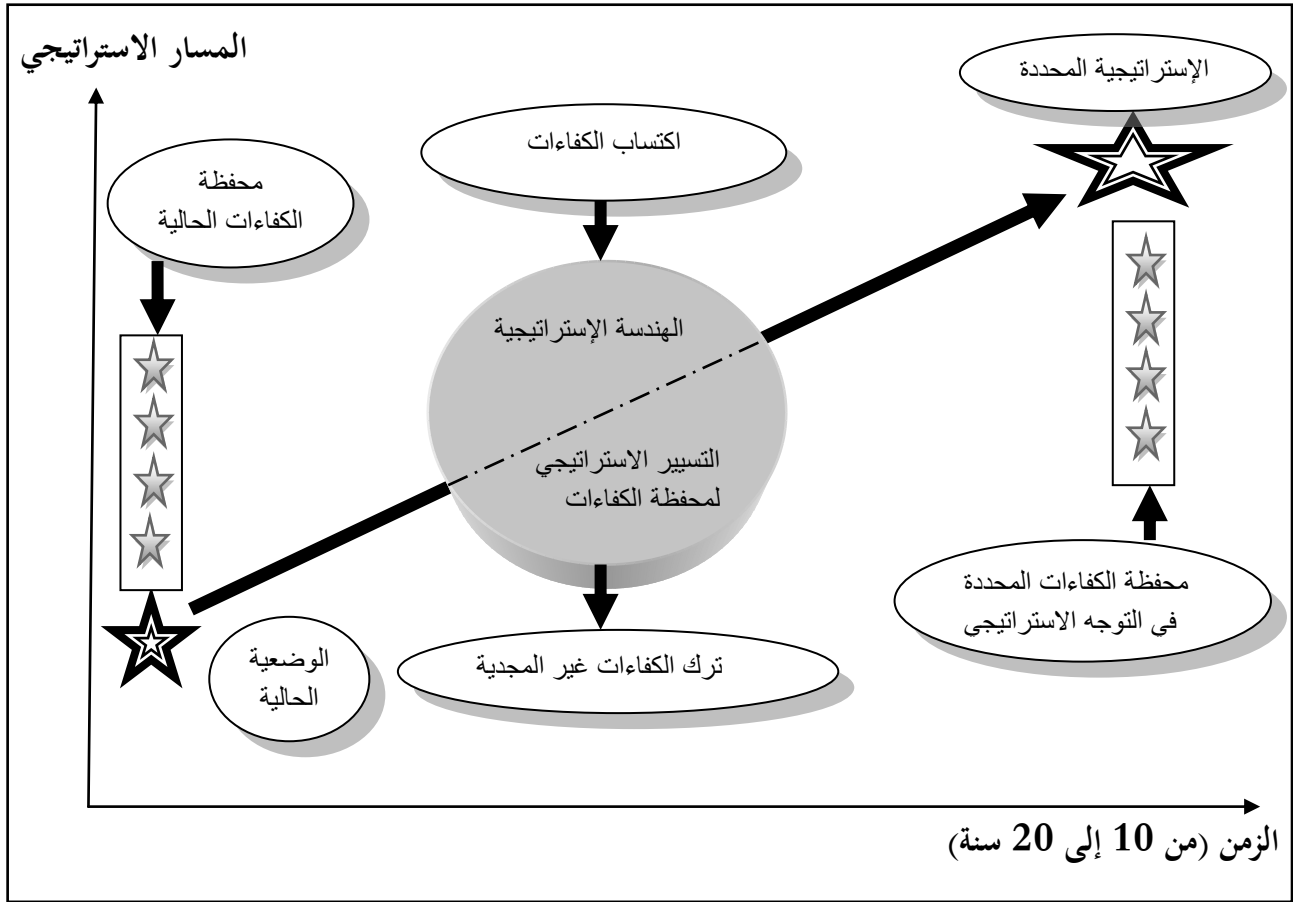 المسار الاستراتيجي
الإستراتيجية المحددة
اكتساب الكفاءات
محفظة
الكفاءات الحالية
الهندسة الإستراتيجية
التسيير الاستراتيجي
لمحفظة الكفاءات
محفظة الكفاءات المحددة
في التوجه الاستراتيجي
الوضعية
الحالية
ترك الكفاءات غير المجدية
الزمن (من 10 إلى 20 سنة)